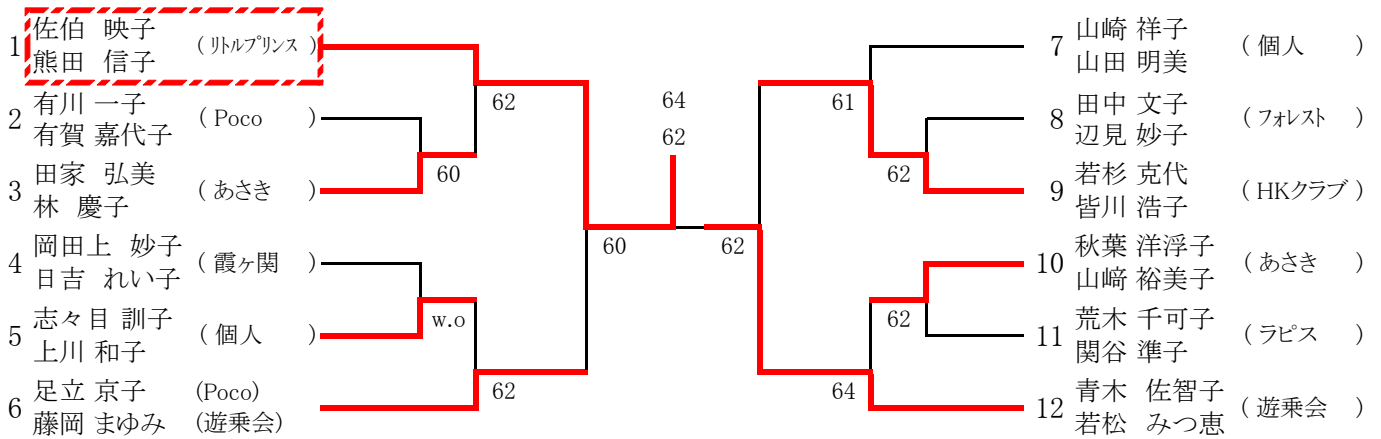 1 佐伯 映子 (リトルプリンス)
熊田 信子
2 有川 一子 (Poco )
有賀 嘉代子
3 田家 弘美 (あさき )
林 慶子
4 岡田上 妙子 (霞ヶ関 )
日吉 れい子
5 志々目 訓子 (個人 )
上川 和子
6 足立 京子 (Poco)
藤岡 まゆみ (遊乗会)
62
60
w.o
62
60
64
62
62
61
62
62
64
7 山崎 祥子 (個人 )
山田 明美
8 田中 文子 (フォレスト )
辺見 妙子
9 若杉 克代 (HKクラブ)
皆川 浩子
10 秋葉 洋浮子 (あさき )
山﨑 裕美子
11 荒木 千可子 (ラピス )
関谷 準子
12 青木 佐智子 (遊乗会 )
若松 みつ恵